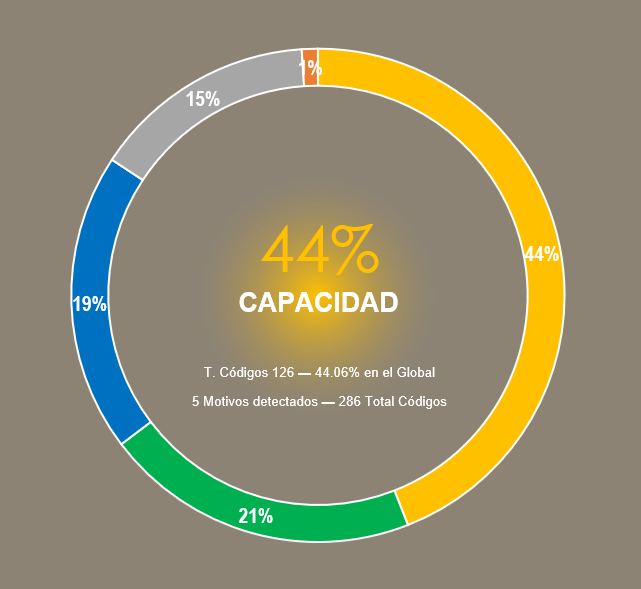 1%
15%
44%
44%
CAPACIDAD
19%
T. Códigos 126 — 44.06% en el Global
5 Motivos detectados — 286 Total Códigos
21%